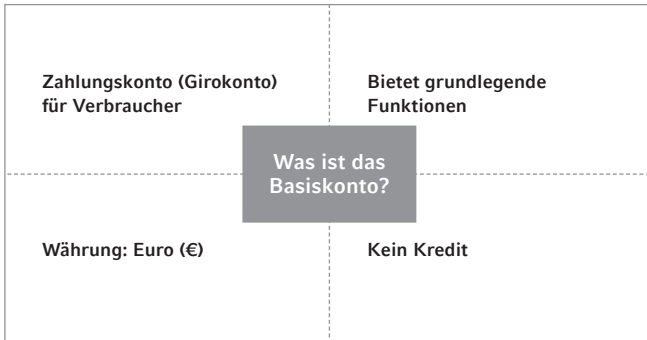 Zahlungskonto (Girokonto)
für Verbraucher
Bietet grundlegende
Funktionen
Was ist das
Basiskonto?
Währung: Euro (€)
Kein Kredit